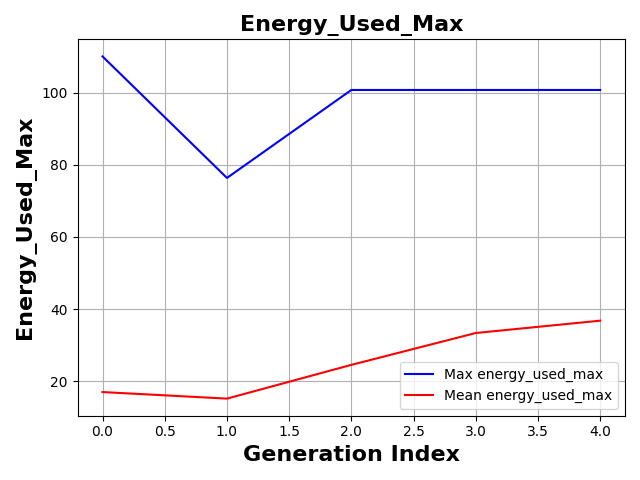 Energy_Used_Max
Energy_Used_Max
100
80
60
40
20
0.0 0.5 1.0 1.5 2.0 2.5 3.0 3.5 4.0
Generation Index
Max energy_used_max
Mean energy_used_max